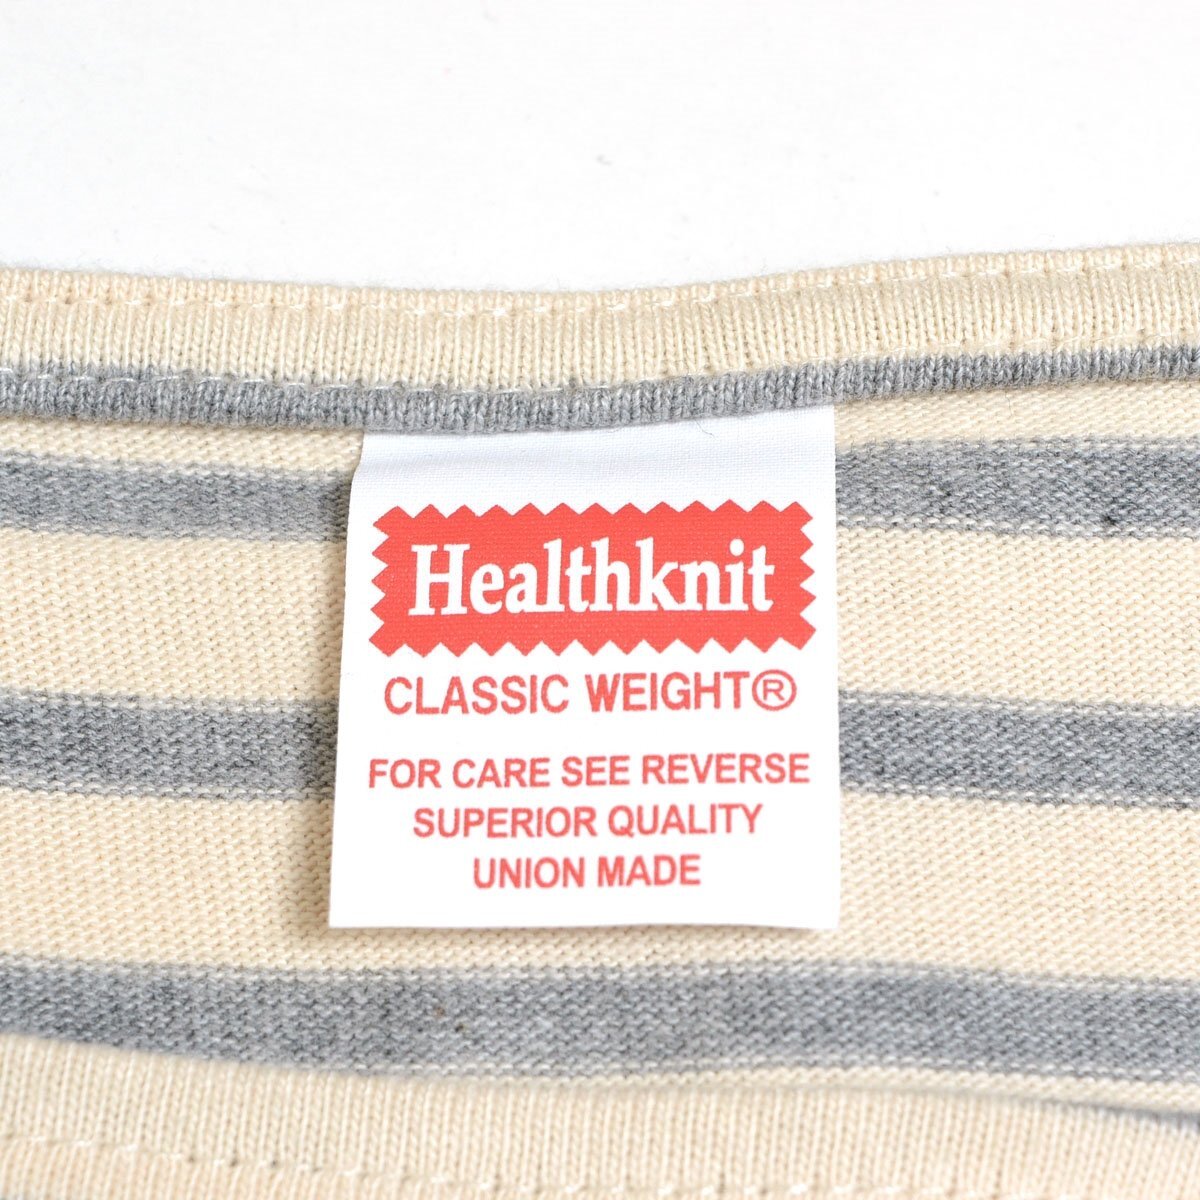 Healthknit
CLASSIC WEIGHT®
FOR CARE SEE REVERSE
SUPERIOR QUALITY
UNION MADE